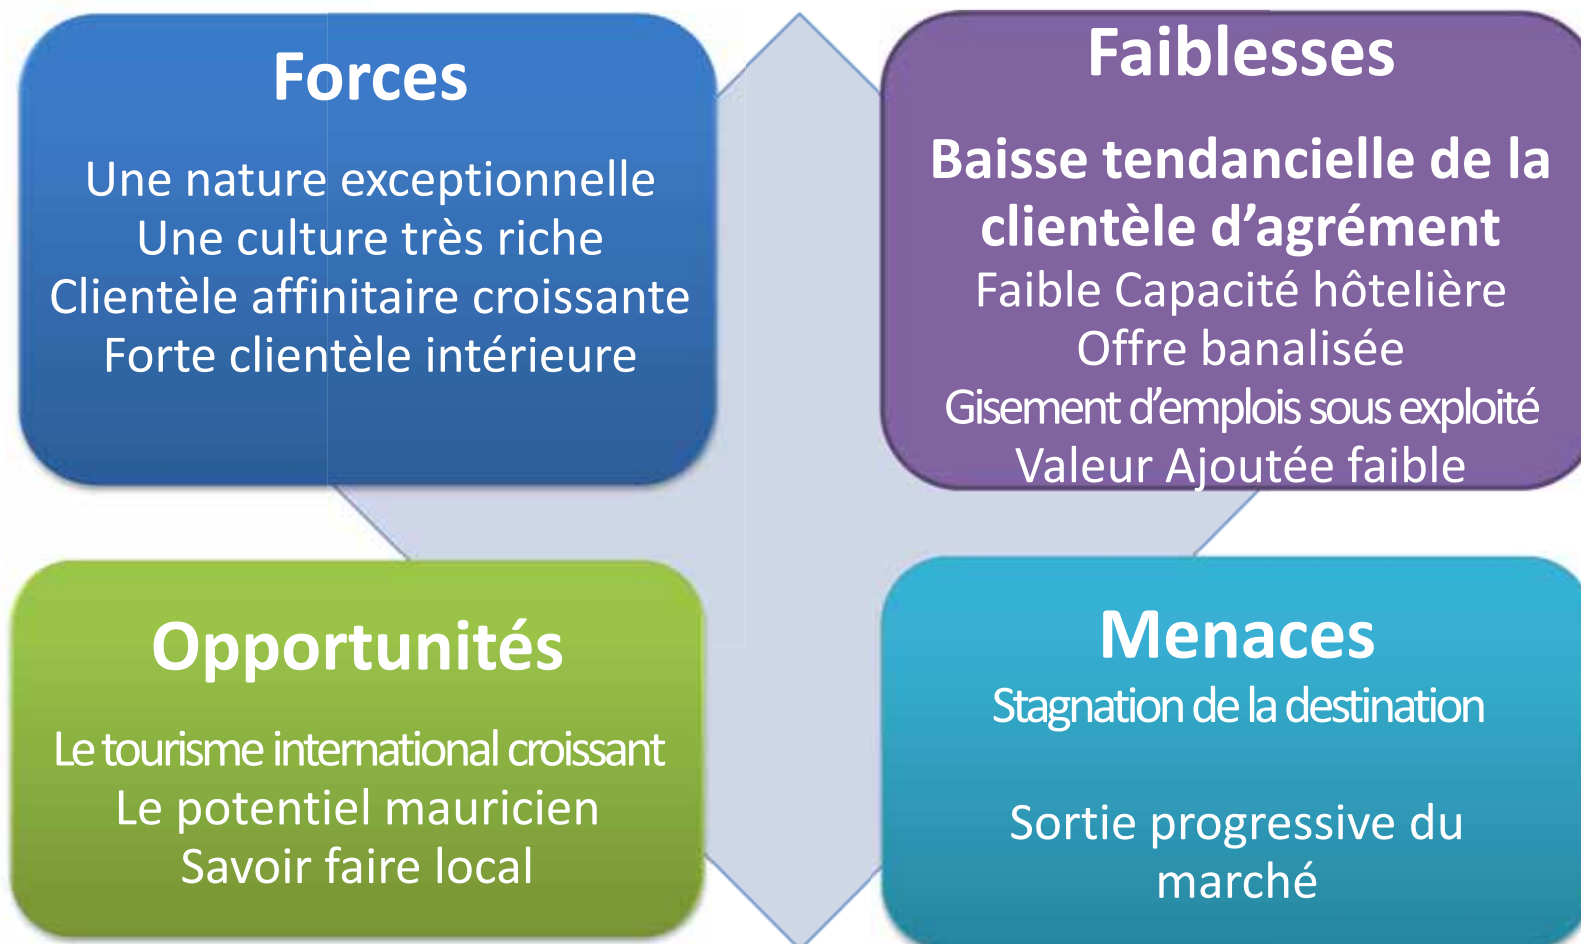 Forces
Une nature exceptionnelle
Une culture très riche
Clientèle affinitaire croissante
Forte clientèle intérieure
Faiblesses
Baisse tendancielle de la
clientèle d’agrément
Faible Capacité hôtelière
Offre banalisée
Gisement d’emplois sous exploité
Valeur Ajoutée faible
Opportunités
Le tourisme international croissant
Le potentiel mauricien
Savoir faire local
Menaces
Stagnation de la destination
Sortie progressive du
marché